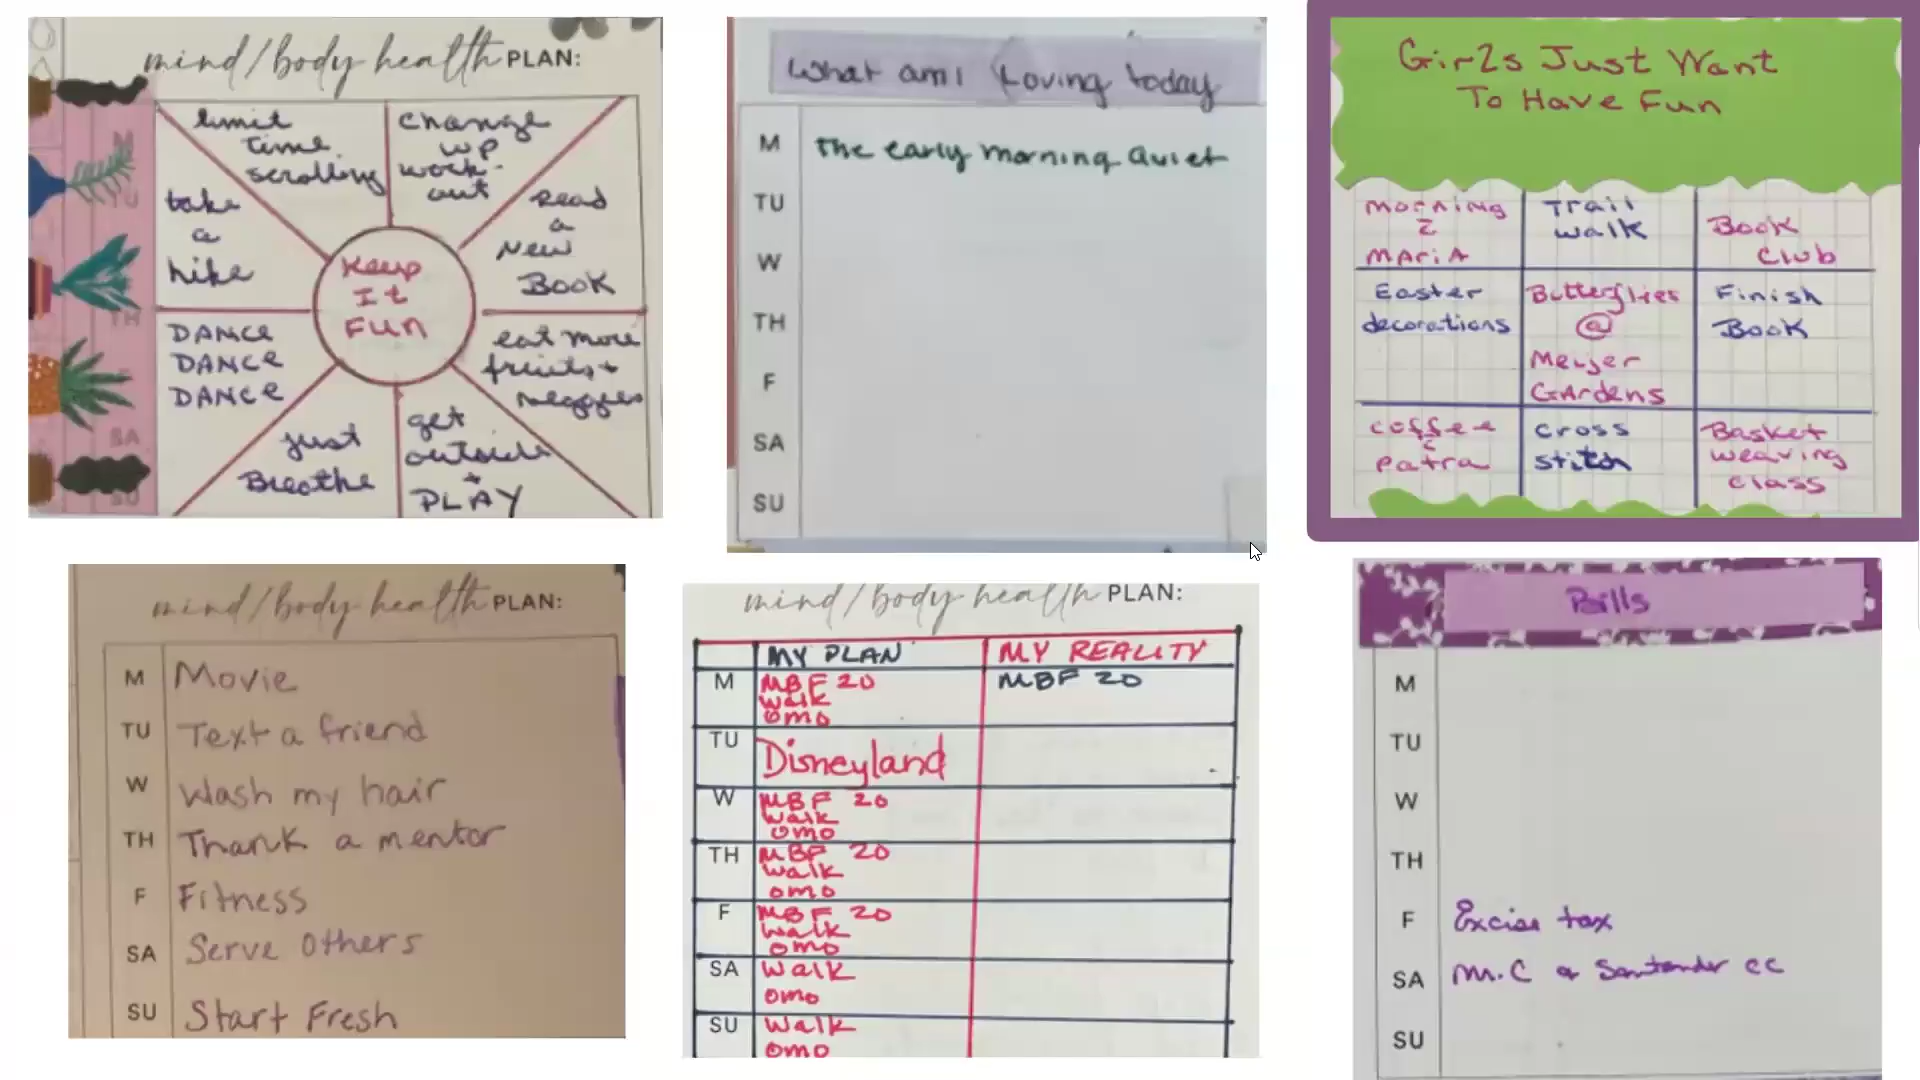 mind/body health PLAN:
limit
time
scrolling
change
up
work-
out
take
a
hike
read
a
New
BOOK
Keep
It
Fun
DANCE
DANCE
DANCE
eat more
fruits +
veggies
just
Breathe
get
outside
+
PLAY
M
TU
TH
SA
SU
What am I Loving today
M The early morning quiet
TU
W
TH
F
SA
SU
Girls Just Want
To Have Fun
morning
MARIA
Trail
walk
Book
Club
Easter
decorations
Butterflies
@
Meijer
GArdens
Finish
Book
coffee
patra
cross
stitch
Basket
weaving
class
mind/body health PLAN:
M Movie
TU Text a friend
W Wash my hair
TH Thank a mentor
F Fitness
SA Serve Others
SU Start Fresh
mind/body health PLAN:
MY PLAN MY REALITY
M MBF 20 MBF 20
walk
omo
TU Disneyland
W MBF 20
walk
omo
TH MBF 20
walk
omo
F MBF 20
walk
omo
SA walk
omo
SU walk
omo
Bills
M
TU
W
TH
F Excise tax
SA M.C Santander cc
SU